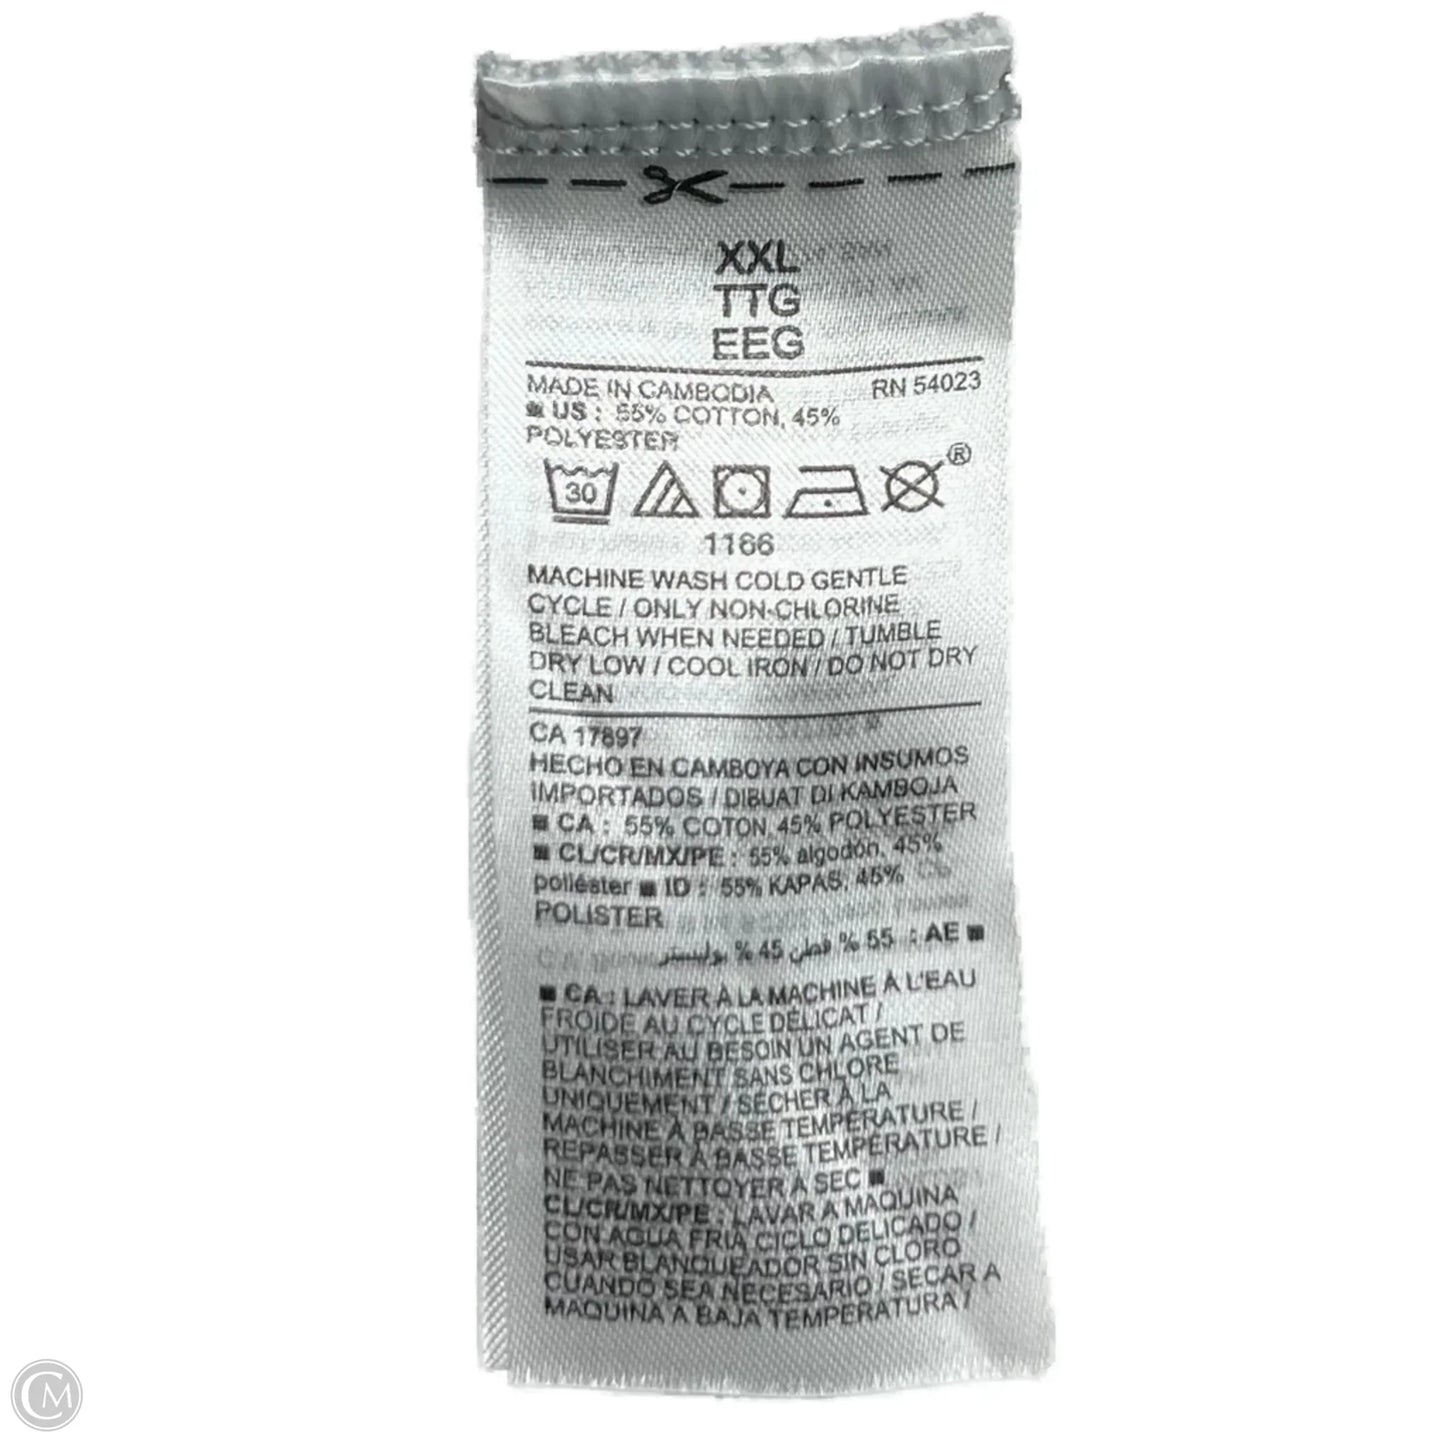 XXL
TTG
EEG
MADE IN CAMBODIA RN 54023
■ US : 55% COTTON, 45%
POLYESTER
30 ®
1166
MACHINE WASH COLD GENTLE
CYCLE / ONLY NON-CHLORINE
BLEACH WHEN NEEDED / TUMBLE
DRY LOW / COOL IRON / DO NOT DRY
CLEAN
CA 17897
HECHO EN CAMBOYA CON INSUMOS
IMPORTADOS / DIBUAT DI KAMBOJA
■ CA : 55% COTON, 45% POLYESTER
■ CL/CR/MX/PE : 55% algodón, 45%
poliéster ■ ID : 55% KAPAS, 45%
POLISTER
■ AE : 55 % قطن 45 % بوليستر
■ CA : LAVER À LA MACHINE À L'EAU
FROIDE AU CYCLE DÉLICAT /
UTILISER AU BESOIN UN AGENT DE
BLANCHIMENT SANS CHLORE
UNIQUEMENT / SÉCHER À LA
MACHINE À BASSE TEMPÉRATURE /
REPASSER À BASSE TEMPÉRATURE /
NE PAS NETTOYER À SEC ■
CL/CR/MX/PE : LAVAR A MAQUINA
CON AGUA FRIA CICLO DELICADO /
USAR BLANQUEADOR SIN CLORO
CUANDO SEA NECESARIO / SECAR A
MAQUINA A BAJA TEMPERATURA /
CM